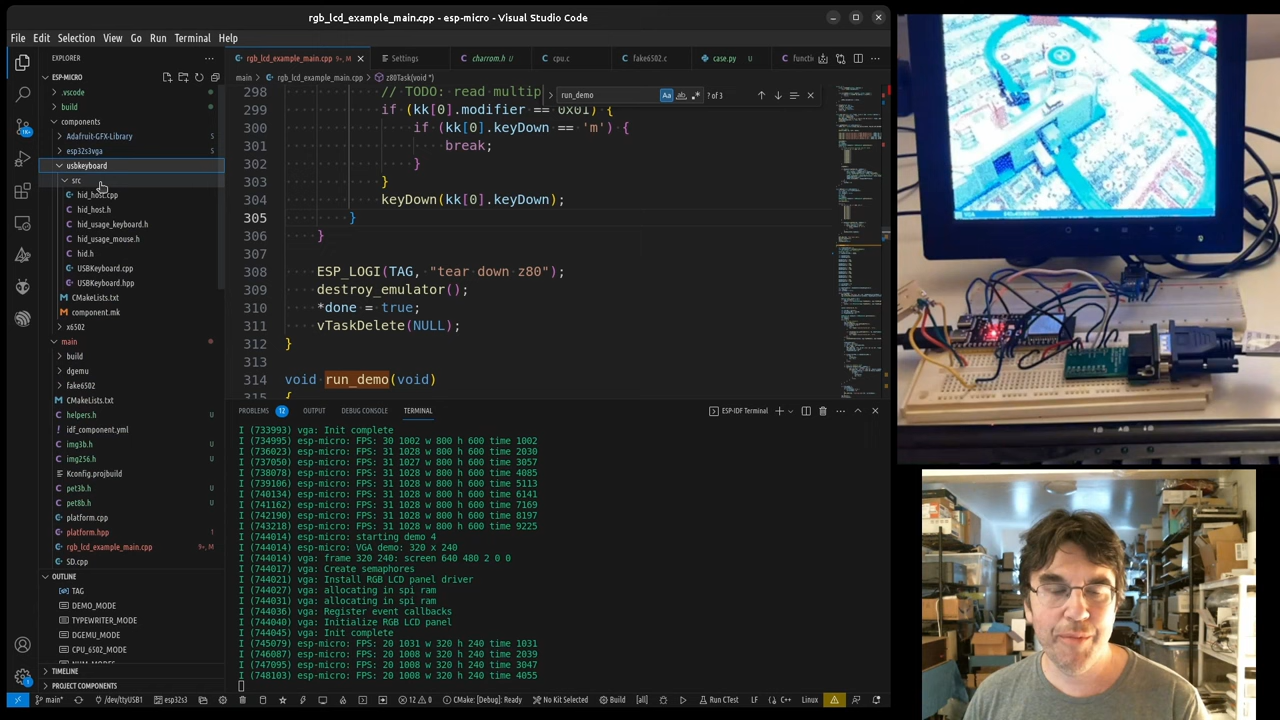 rgb_lcd_example_main.cpp - esp-micro - Visual Studio Code
File Edit Selection View Go Run Terminal Help
EXPLORER
rgb_lcd_example_main.cpp 9+, M
Settings
charrom.h
cpu.c
fake6502.c
case.py
functi
ESP-MICRO
main > rgb_lcd_example_main.cpp > z80Task(void *)
run_demo
? of 3
.vscode
build
components
Adafruit-GFX-Library 5
esp32s3vga 5
usbkeyboard
src
hid_host.cpp
hid_host.h
hid_usage_keyboard.h
hid_usage_mouse.h
hid.h
USBKeyboard.cpp
USBKeyboard.hpp
CMakeLists.txt
component.mk
x6502
main
build
dgemu
fake6502
CMakeLists.txt
helpers.h U
idf_component.yml
img3b.h U
img256.h U
Kconfig.projbuild
pet3b.h U
pet8b.h U
platform.cpp
platform.hpp 1
rgb_lcd_example_main.cpp 9+, M
SD.cpp
OUTLINE
TAG
DEMO_MODE
TYPEWRITER_MODE
DGEMU_MODE
CPU_6502_MODE
TIMELINE
PROJECT COMPONENTS
298 // TODO: read multip
299 if (kk[0].modifier == 0x01) {
300 if (kk[0].keyDown == 'm') {
301 break;
302 }
303 }
304 keyDown(kk[0].keyDown);
305 }
306 }
307
308 ESP_LOGI(TAG, "tear down z80");
309 destroy_emulator();
310 done = true;
311 vTaskDelete(NULL);
312 }
313
314 void run_demo(void)
315 {
PROBLEMS 12 OUTPUT DEBUG CONSOLE TERMINAL
ESP-IDF Terminal
I (733993) vga: Init complete
I (734995) esp-micro: FPS: 30 1002 w 800 h 600 time 1002
I (736023) esp-micro: FPS: 31 1028 w 800 h 600 time 2030
I (737050) esp-micro: FPS: 31 1027 w 800 h 600 time 3057
I (738078) esp-micro: FPS: 31 1028 w 800 h 600 time 4085
I (739106) esp-micro: FPS: 31 1028 w 800 h 600 time 5113
I (740134) esp-micro: FPS: 31 1028 w 800 h 600 time 6141
I (741162) esp-micro: FPS: 31 1028 w 800 h 600 time 7169
I (742190) esp-micro: FPS: 31 1028 w 800 h 600 time 8197
I (743218) esp-micro: FPS: 31 1028 w 800 h 600 time 9225
I (744014) esp-micro: starting demo 4
I (744014) esp-micro: VGA demo: 320 x 240
I (744014) vga: frame 320 240: screen 640 480 2 0 0
I (744017) vga: Create semaphores
I (744021) vga: Install RGB LCD panel driver
I (744027) vga: allocating in spi ram
I (744031) vga: allocating in spi ram
I (744036) vga: Register event callbacks
I (744040) vga: Initialize RGB LCD panel
I (744045) vga: Init complete
I (745079) esp-micro: FPS: 20 1031 w 320 h 240 time 1031
I (746087) esp-micro: FPS: 20 1008 w 320 h 240 time 2039
I (747095) esp-micro: FPS: 20 1008 w 320 h 240 time 3047
I (748103) esp-micro: FPS: 20 1008 w 320 h 240 time 4055
main* /dev/ttyUSB1 esp32s3 12 0 CMake: [Debug]: Ready No Kit Selected Build [all] Run CTest LF C++ Linux